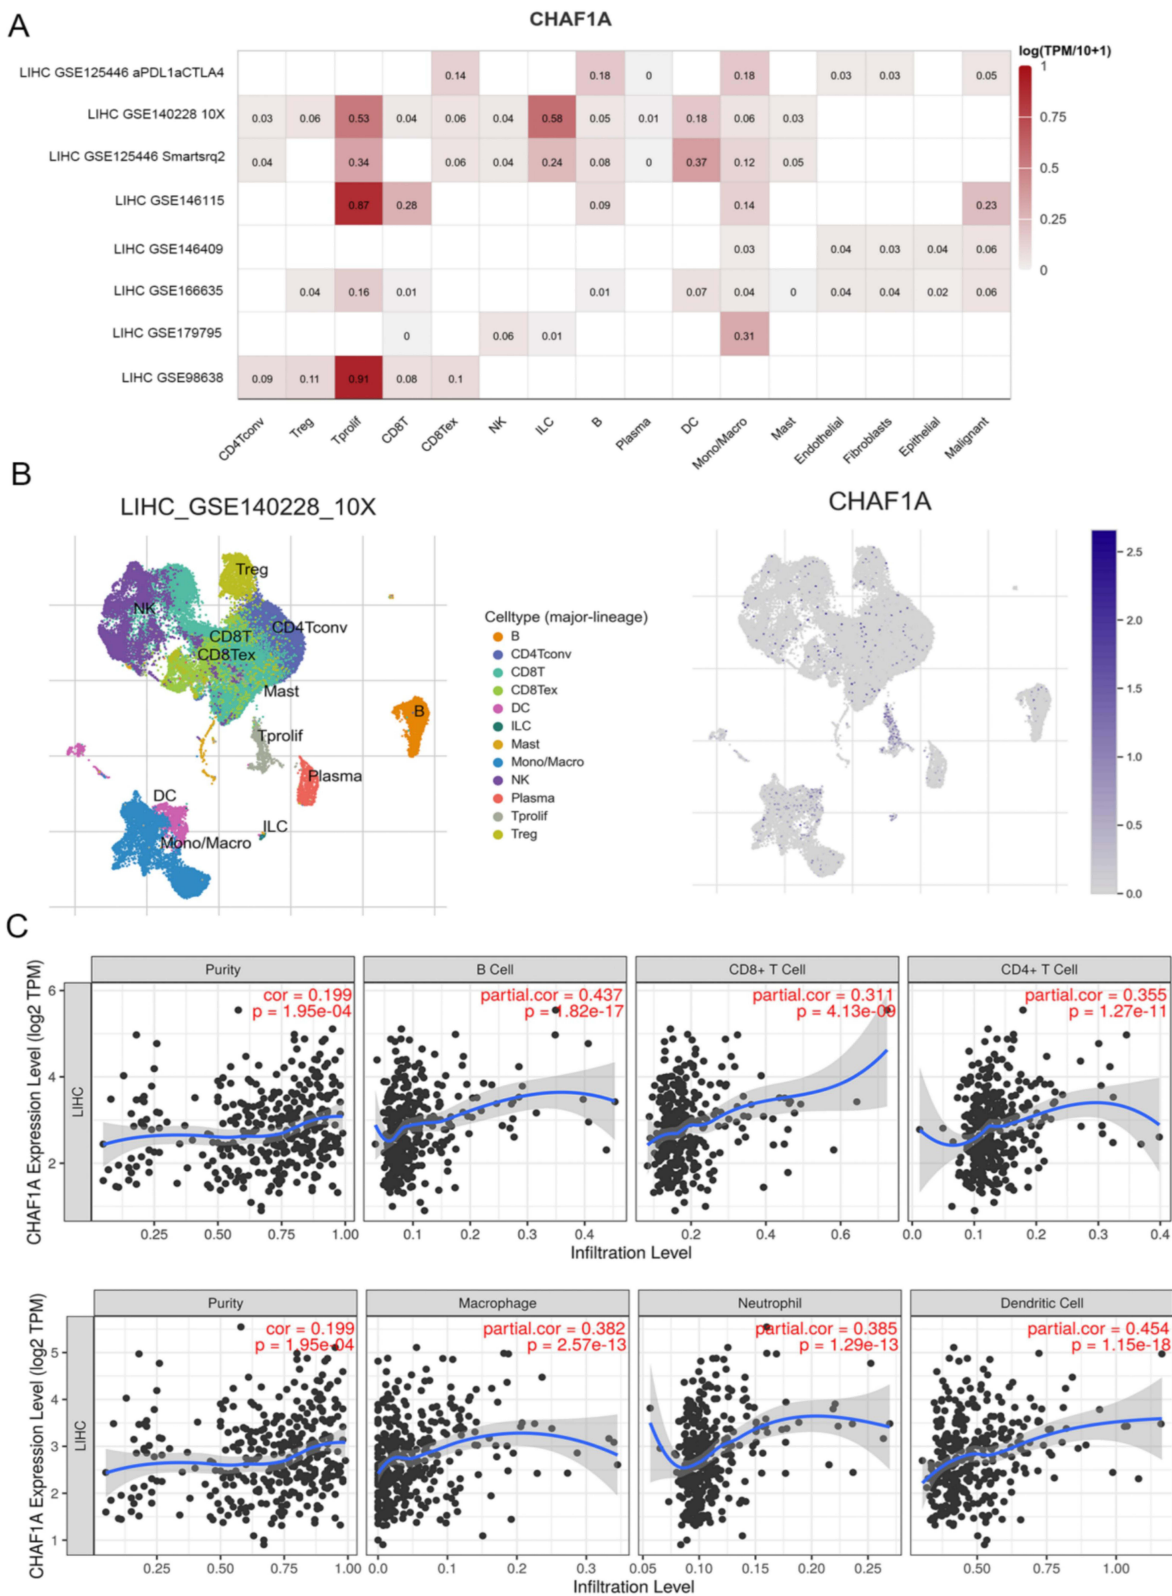 A
CHAF1A
log(TPM/10+1)
LIHC GSE125446 aPDL1aCTLA4 0.14 0.18 0 0.18 0.03 0.03 0.05
LIHC GSE140228 10X 0.03 0.06 0.53 0.04 0.06 0.04 0.58 0.05 0.01 0.18 0.06 0.03
LIHC GSE125446 Smartsrq2 0.04 0.34 0.06 0.04 0.24 0.08 0 0.37 0.12 0.05
LIHC GSE146115 0.87 0.28 0.09 0.14 0.23
LIHC GSE146409 0.03 0.04 0.03 0.04 0.06
LIHC GSE166635 0.04 0.16 0.01 0.01 0.07 0.04 0 0.04 0.04 0.02 0.06
LIHC GSE179795 0 0.06 0.01 0.31
LIHC GSE98638 0.09 0.11 0.91 0.08 0.1
1
0.75
0.5
0.25
0
CD4Tconv Treg Tprolif CD8T CD8Tex NK ILC B Plasma DC Mono/Macro Mast Endothelial Fibroblasts Epithelial Malignant
B
LIHC_GSE140228_10X
Treg
NK
CD4Tconv
CD8T
CD8Tex
Mast
B
Tprolif
Plasma
DC
ILC
Mono/Macro
Celltype (major-lineage)
B
CD4Tconv
CD8T
CD8Tex
DC
ILC
Mast
Mono/Macro
NK
Plasma
Tprolif
Treg
CHAF1A
2.5
2.0
1.5
1.0
0.5
0.0
C
CHAF1A Expression Level (log2 TPM)
LIHC
6
4
2
Purity
cor = 0.199
p = 1.95e-04
0.25 0.50 0.75 1.00
B Cell
partial.cor = 0.437
p = 1.82e-17
0.1 0.2 0.3 0.4
CD8+ T Cell
partial.cor = 0.311
p = 4.13e-09
0.2 0.4 0.6
CD4+ T Cell
partial.cor = 0.355
p = 1.27e-11
0.0 0.1 0.2 0.3 0.4
Infiltration Level
CHAF1A Expression Level (log2 TPM)
LIHC
5
4
3
2
1
Purity
cor = 0.199
p = 1.95e-04
0.25 0.50 0.75 1.00
Macrophage
partial.cor = 0.382
p = 2.57e-13
0.0 0.1 0.2 0.3
Neutrophil
partial.cor = 0.385
p = 1.29e-13
0.05 0.10 0.15 0.20 0.25
Dendritic Cell
partial.cor = 0.454
p = 1.15e-18
0.50 0.75 1.00
Infiltration Level